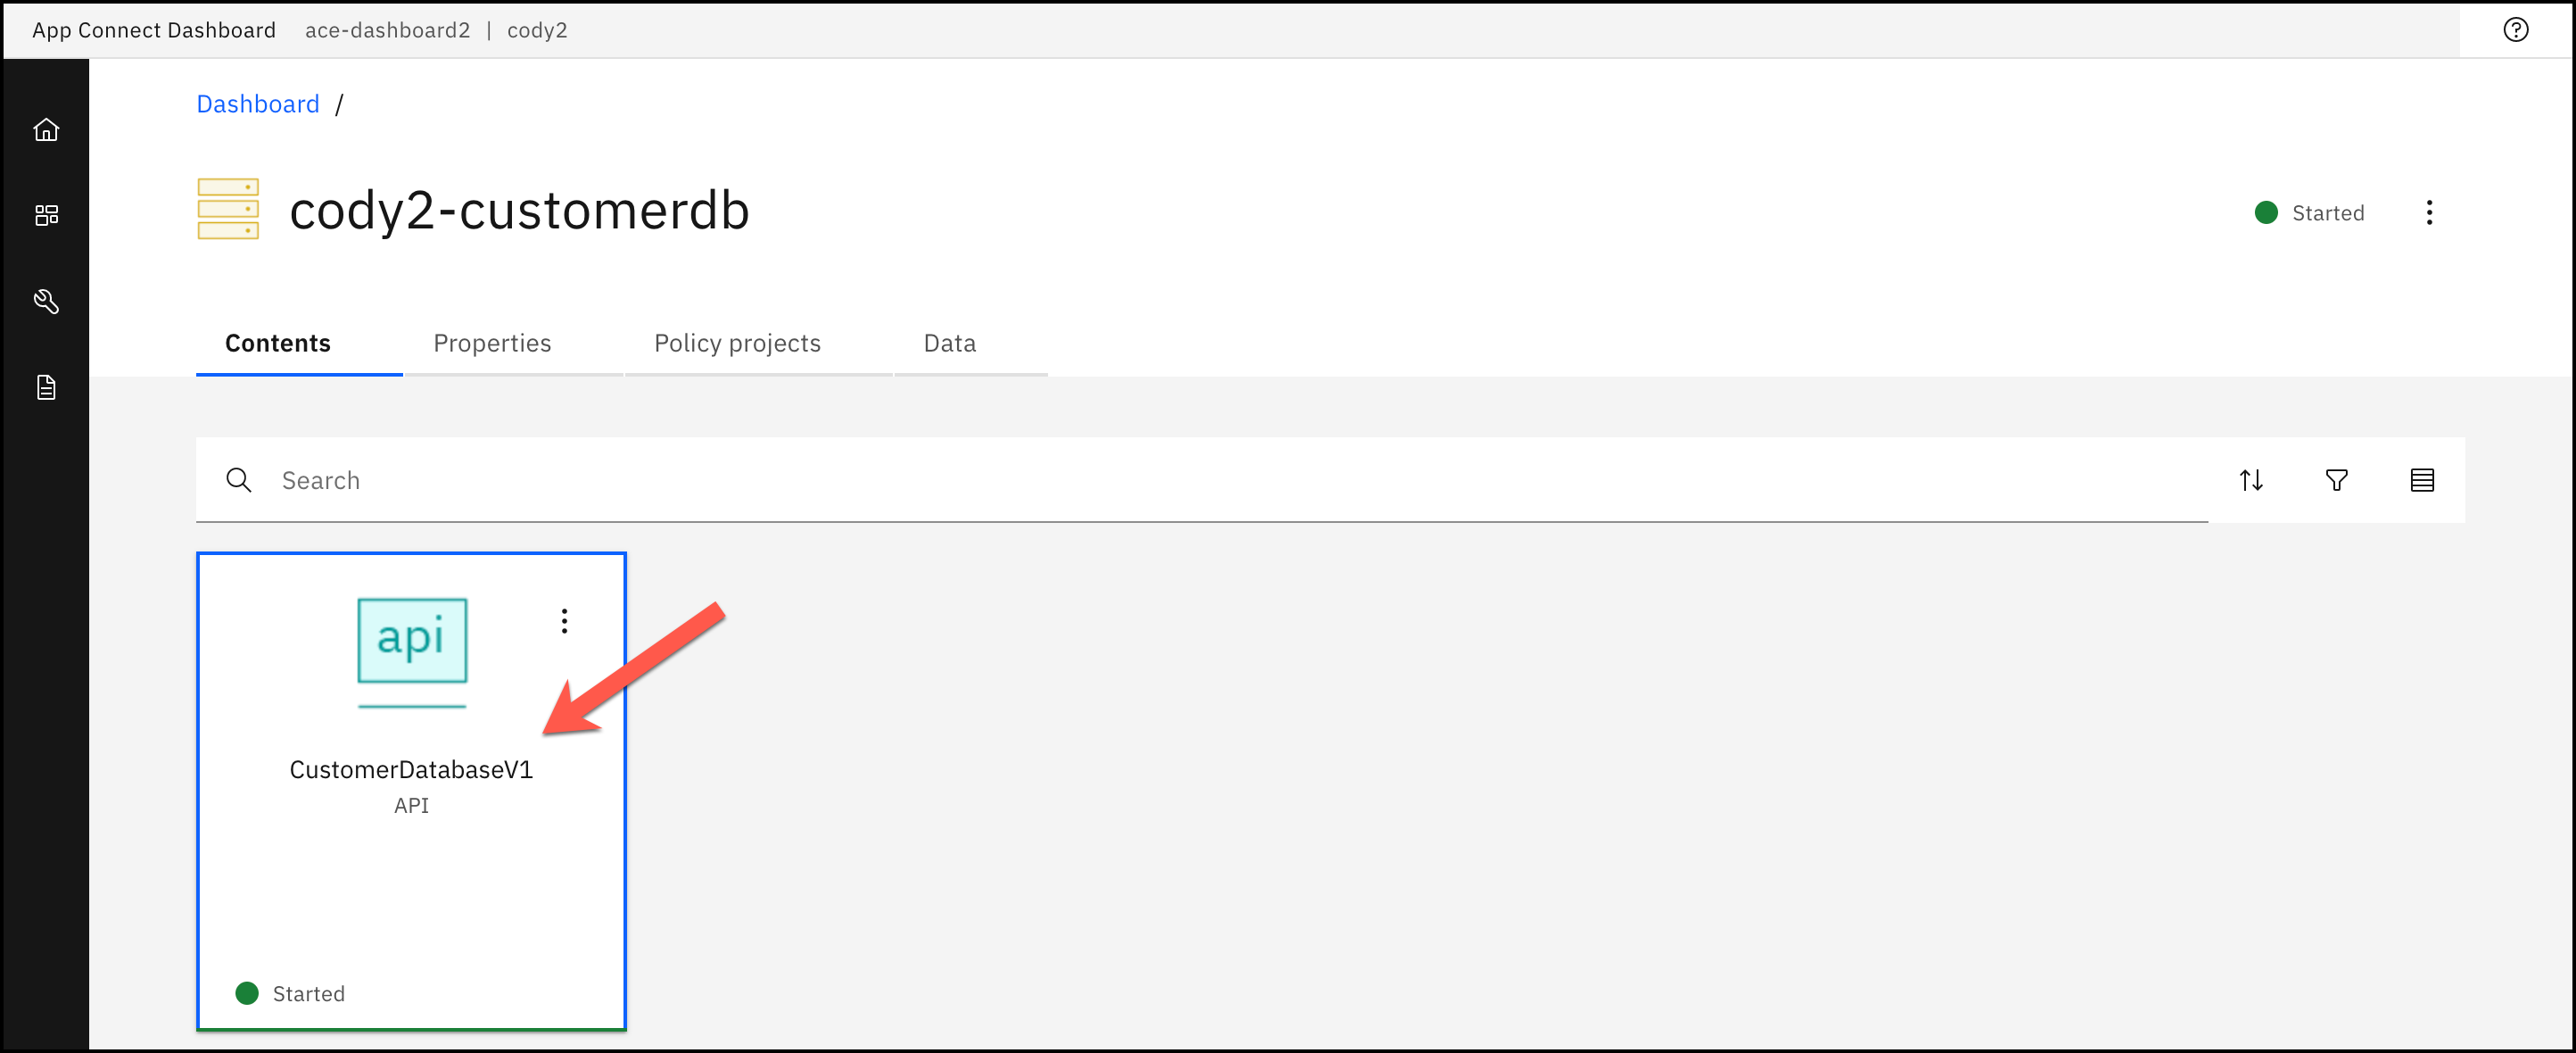 App Connect Dashboard ace-dashboard2 | cody2
Dashboard /
cody2-customerdb
Started
Contents Properties Policy projects Data
Search
api
CustomerDatabaseV1
API
Started